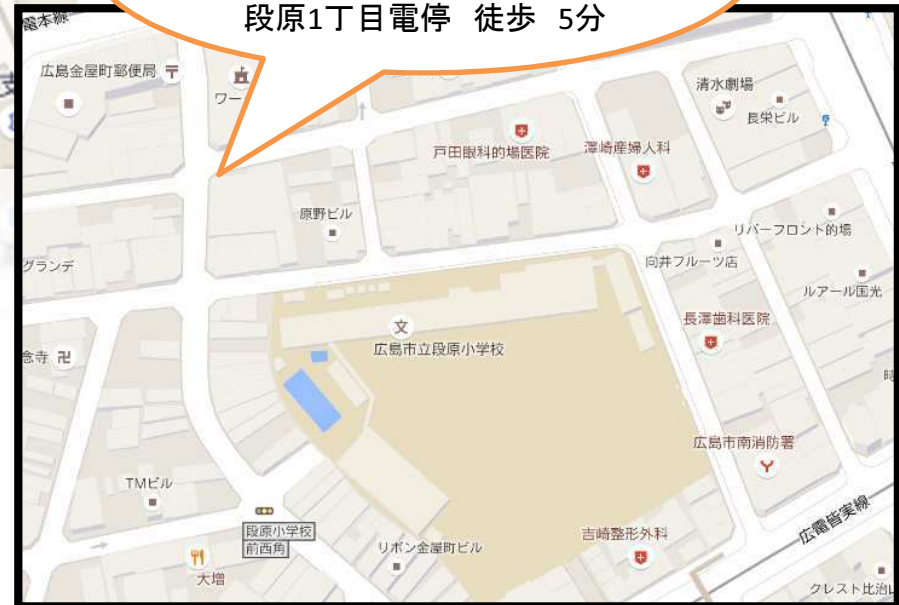 段原1丁目電停 徒歩 5分
電本線
支
広島金屋町郵便局
ワー
清水劇場
長栄ビル
戸田眼科的場医院
澤崎産婦人科
原野ビル
リバーフロント的場
グランデ
向井フルーツ店
ルアール国光
長澤歯科医院
文
広島市立段原小学校
念寺
広島市南消防署
TMビル
広電皆実線
段原小学校
前西角
吉崎整形外科
リボン金屋町ビル
大増
クレスト比治山